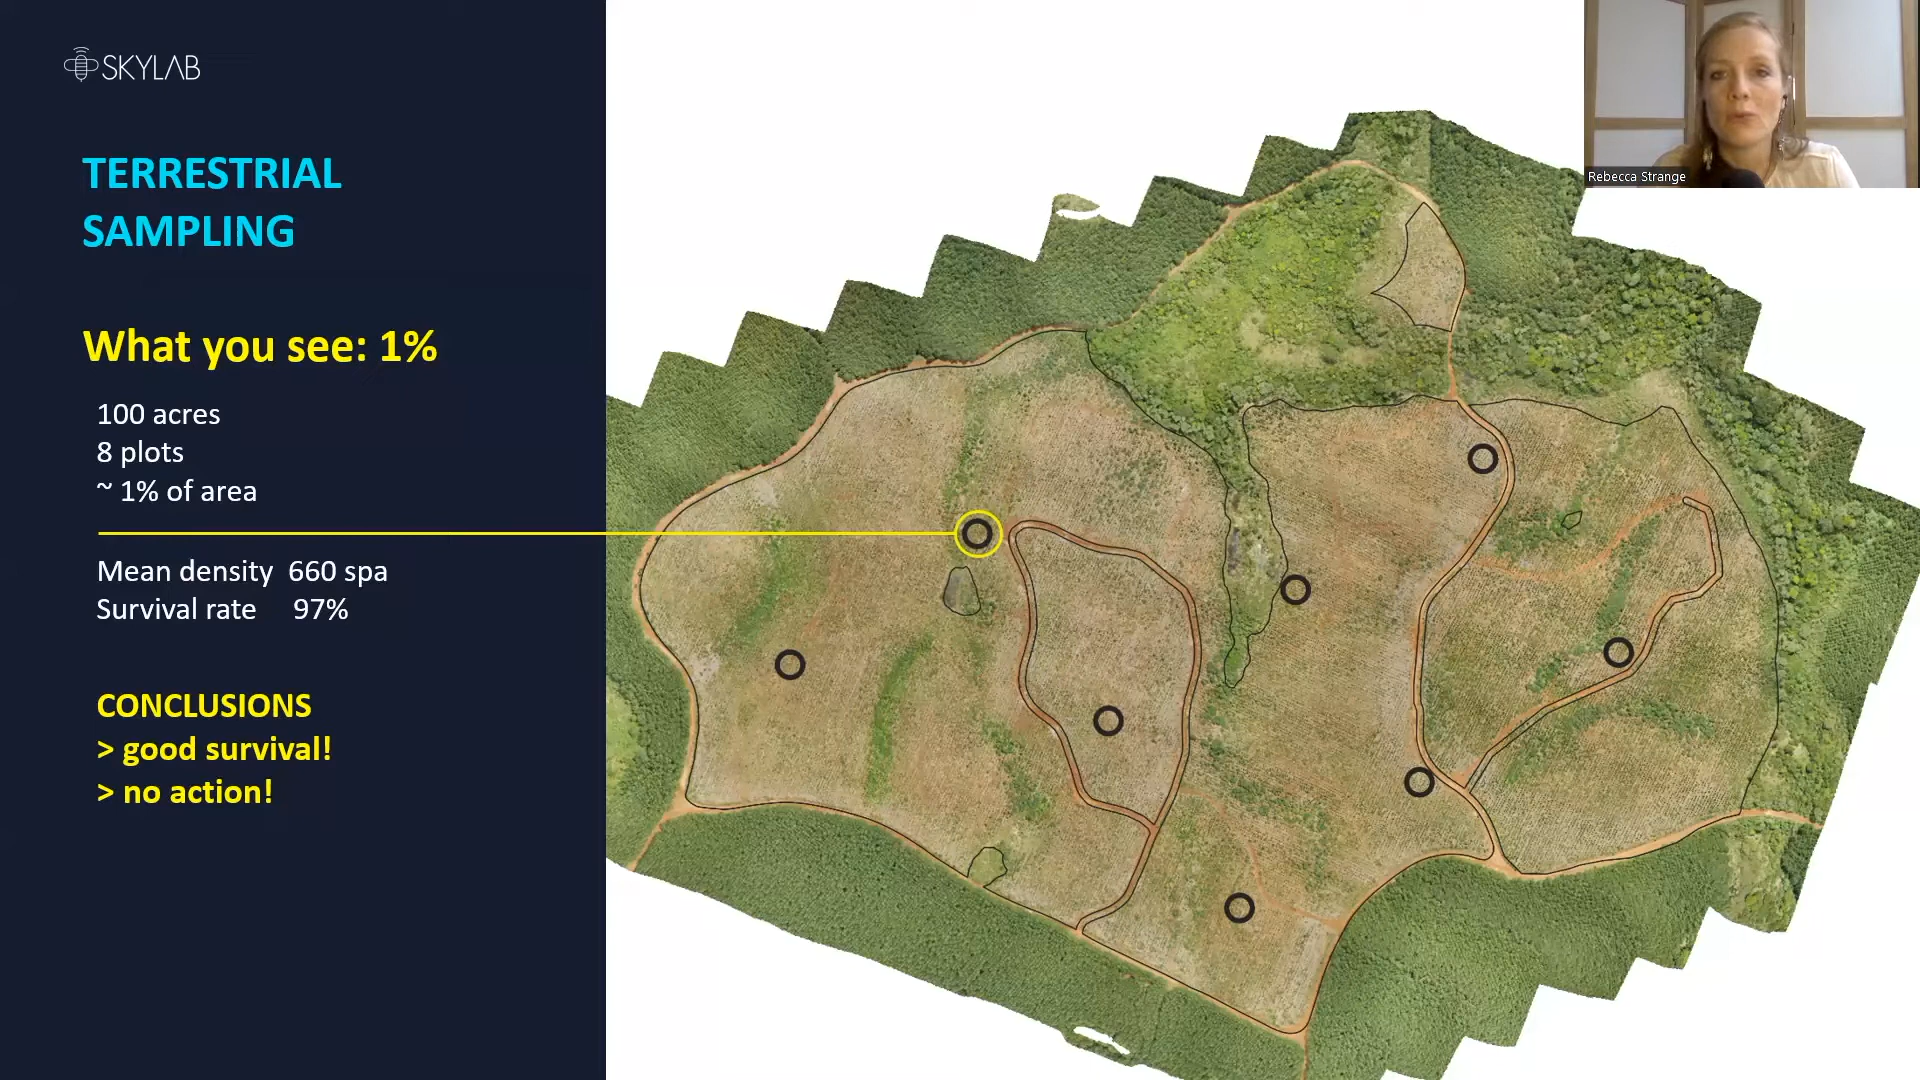 SKYLAB
TERRESTRIAL
SAMPLING
What you see: 1%
100 acres
8 plots
~ 1% of area
Mean density 660 spa
Survival rate 97%
CONCLUSIONS
> good survival!
> no action!
Rebecca Strange